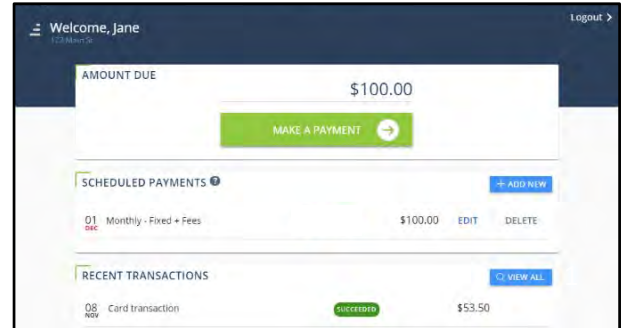 Welcome, Jane
123 Main St
Logout >
AMOUNT DUE
$100.00
MAKE A PAYMENT
SCHEDULED PAYMENTS ?
+ ADD NEW
01 DEC Monthly - Fixed + Fees $100.00 EDIT DELETE
RECENT TRANSACTIONS
VIEW ALL
08 NOV Card transaction SUCCEEDED $53.50